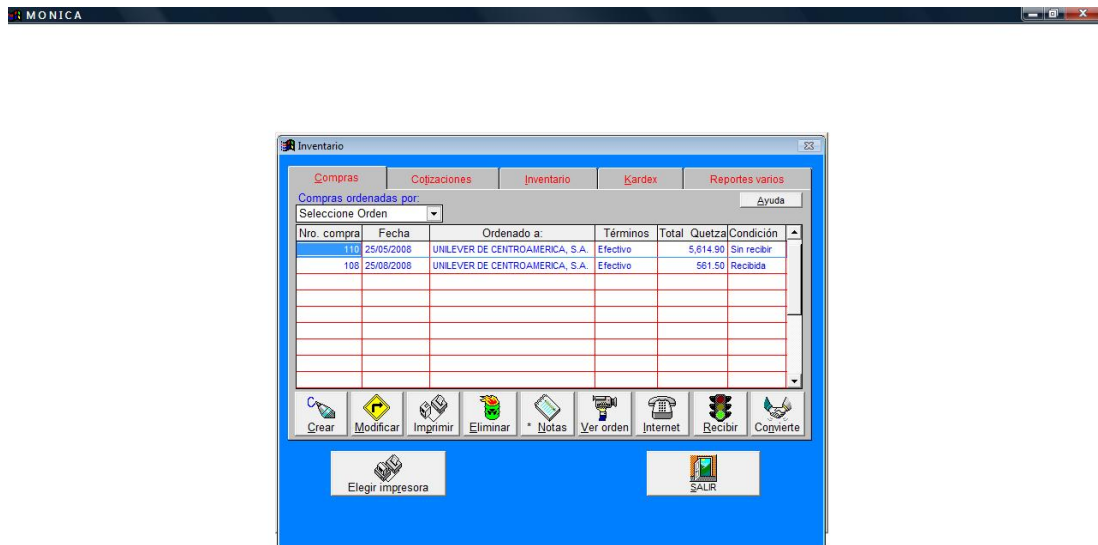 MONICA
Inventario
Compras Cotizaciones Inventario Kardex Reportes varios
Compras ordenadas por: Ayuda
Seleccione Orden
Nro. compra Fecha Ordenado a: Términos Total Quetza Condición
110 25/05/2008 UNILEVER DE CENTROAMERICA, S.A. Efectivo 5,614.90 Sin recibir
108 25/08/2008 UNILEVER DE CENTROAMERICA, S.A. Efectivo 561.50 Recibida
Crear Modificar Imprimir Eliminar * Notas Ver orden Internet Recibir Convierte
Elegir impresora SALIR